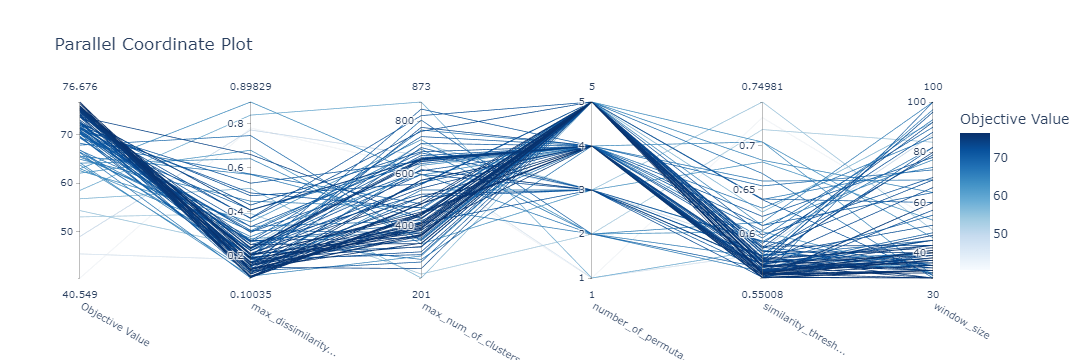 Parallel Coordinate Plot
76.676 0.89829 873 5 0.74981 100
Objective Value
5 100
0.8 800
70 70
0.7 80
4
0.6 600
60 0.65 60
3 60
0.4
400
50 2 0.6 50
0.2 40
1
40.549 0.10035 201 1 0.55008 30
Objective Value
max_dissimilarity...
max_num_of_clusters
number_of_permuta...
similarity_thresh...
window_size